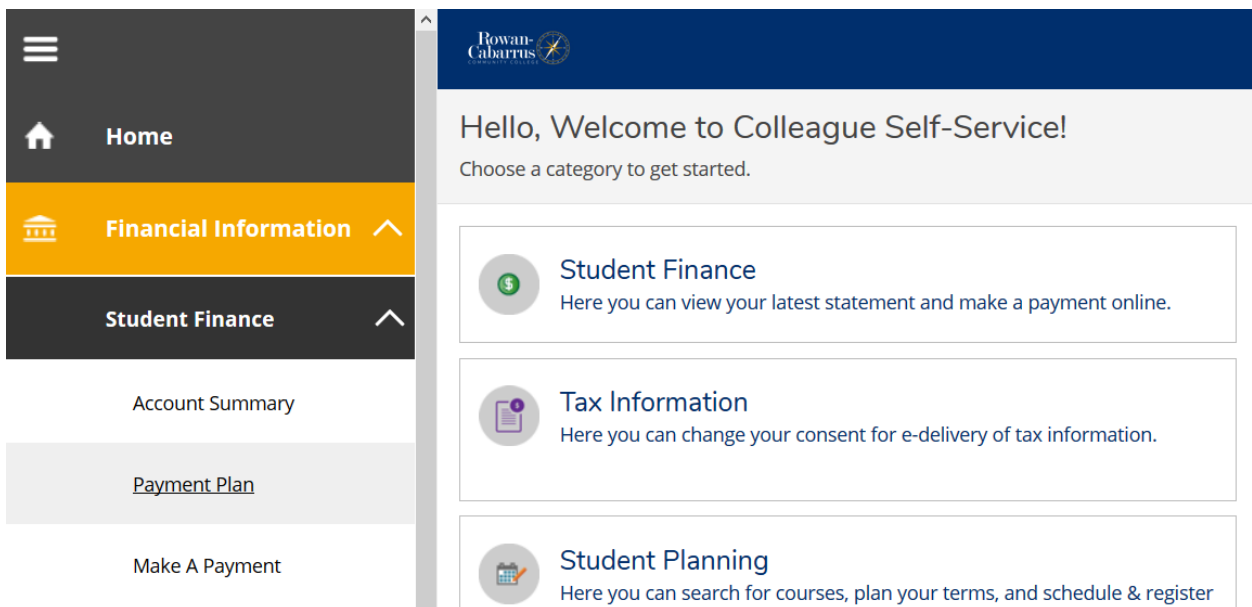 Home
Financial Information
Student Finance
Account Summary
Payment Plan
Make A Payment
Rowan-
Cabarrus
COMMUNITY COLLEGE
Hello, Welcome to Colleague Self-Service!
Choose a category to get started.
Student Finance
Here you can view your latest statement and make a payment online.
Tax Information
Here you can change your consent for e-delivery of tax information.
Student Planning
Here you can search for courses, plan your terms, and schedule & register